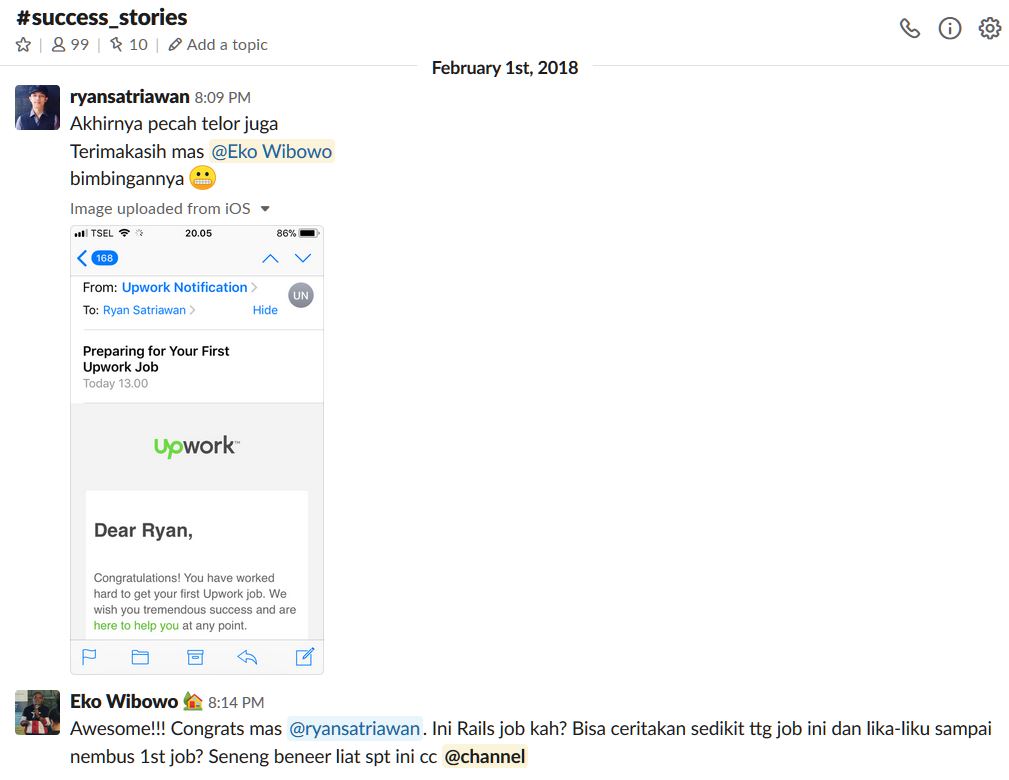 #success_stories
99 | 10 | Add a topic
February 1st, 2018
ryansatriawan 8:09 PM
Akhirnya pecah telor juga
Terimakasih mas @Eko Wibowo
bimbingannya 😬
Image uploaded from iOS
TSEL 20.05 86%
168
From: Upwork Notification
UN
To: Ryan Satriawan Hide
Preparing for Your First
Upwork Job
Today 13.00
Upwork™
Dear Ryan,
Congratulations! You have worked
hard to get your first Upwork job. We
wish you tremendous success and are
here to help you at any point.
Eko Wibowo 🏡 8:14 PM
Awesome!!! Congrats mas @ryansatriawan. Ini Rails job kah? Bisa ceritakan sedikit ttg job ini dan lika-liku sampai
nembus 1st job? Seneng beneer liat spt ini cc @channel